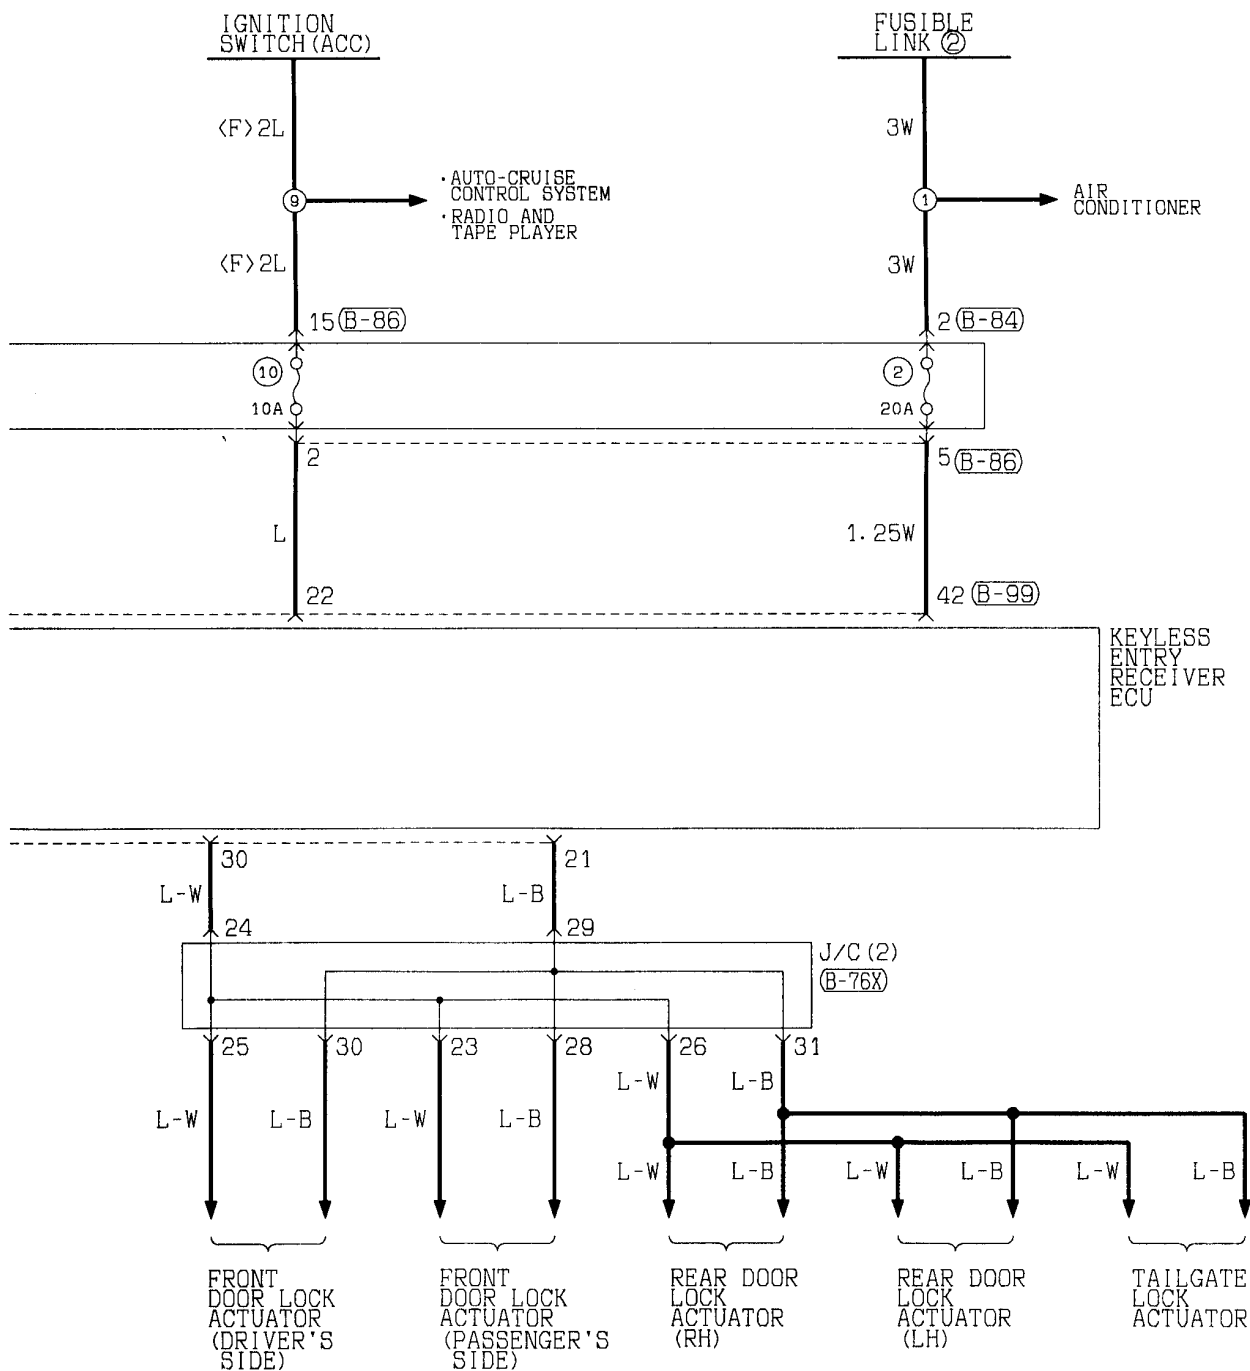 IGNITION
SWITCH(ACC)
FUSIBLE
LINK ②
<F>2L
3W
⑨
·AUTO-CRUISE
CONTROL SYSTEM
·RADIO AND
TAPE PLAYER
①
AIR
CONDITIONER
<F>2L
3W
15 B-86
2 B-84
⑩
10A
②
20A
2
5 B-86
L
1.25W
22
42 B-99
KEYLESS
ENTRY
RECEIVER
ECU
30
21
L-W
L-B
24
29
J/C(2)
B-76X
25
30
23
28
26
31
L-W
L-B
L-W
L-B
L-W
L-B
L-W
L-B
L-W
L-B
L-W
L-B
FRONT
DOOR LOCK
ACTUATOR
(DRIVER'S
SIDE)
FRONT
DOOR LOCK
ACTUATOR
(PASSENGER'S
SIDE)
REAR DOOR
LOCK
ACTUATOR
(RH)
REAR DOOR
LOCK
ACTUATOR
(LH)
TAILGATE
LOCK
ACTUATOR